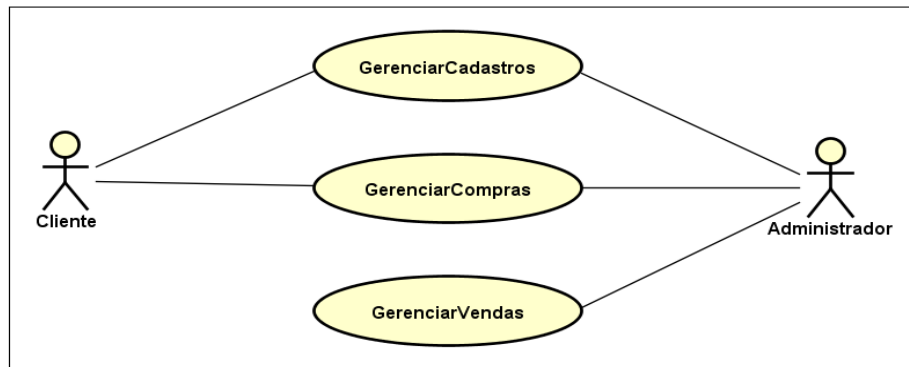 GerenciarCadastros
GerenciarCompras
Cliente
Administrador
GerenciarVendas